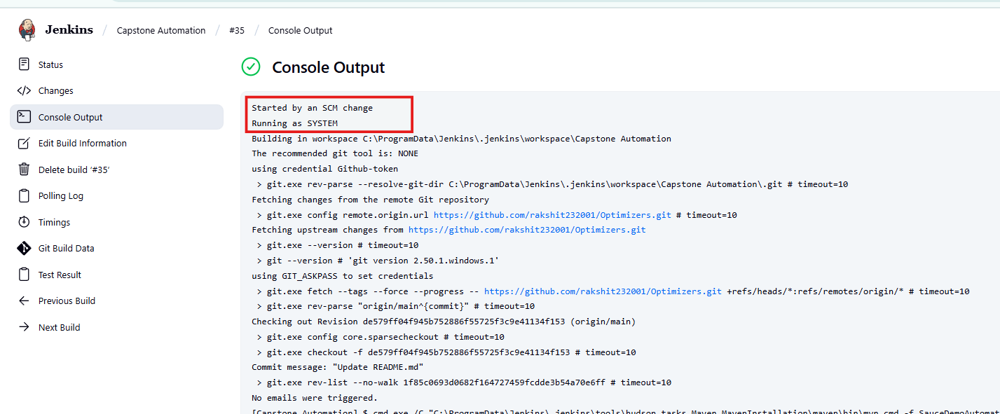 Jenkins / Capstone Automation / #35 / Console Output
Status
Changes
Console Output
Edit Build Information
Delete build ‘#35’
Polling Log
Timings
Git Build Data
Test Result
Previous Build
Next Build
Console Output
Started by an SCM change
Running as SYSTEM
Building in workspace C:\ProgramData\Jenkins\.jenkins\workspace\Capstone Automation
The recommended git tool is: NONE
using credential Github-token
> git.exe rev-parse --resolve-git-dir C:\ProgramData\Jenkins\.jenkins\workspace\Capstone Automation\.git # timeout=10
Fetching changes from the remote Git repository
> git.exe config remote.origin.url https://github.com/rakshit232001/Optimizers.git # timeout=10
Fetching upstream changes from https://github.com/rakshit232001/Optimizers.git
> git.exe --version # timeout=10
> git --version # 'git version 2.50.1.windows.1'
using GIT_ASKPASS to set credentials
> git.exe fetch --tags --force --progress -- https://github.com/rakshit232001/Optimizers.git +refs/heads/*:refs/remotes/origin/* # timeout=10
> git.exe rev-parse "origin/main^{commit}" # timeout=10
Checking out Revision de579ff04f945b752886f55725f3c9e41134f153 (origin/main)
> git.exe config core.sparsecheckout # timeout=10
> git.exe checkout -f de579ff04f945b752886f55725f3c9e41134f153 # timeout=10
Commit message: "Update README.md"
> git.exe rev-list --no-walk 1f85c0693d0682f164727459fcdde3b54a70e6ff # timeout=10
No emails were triggered.
[Capstone Automation] $ cmd.exe /C "C:\ProgramData\Jenkins\.jenkins\tools\hudson.tasks.Maven_MavenInstallation\maven\bin\mvn.cmd -f